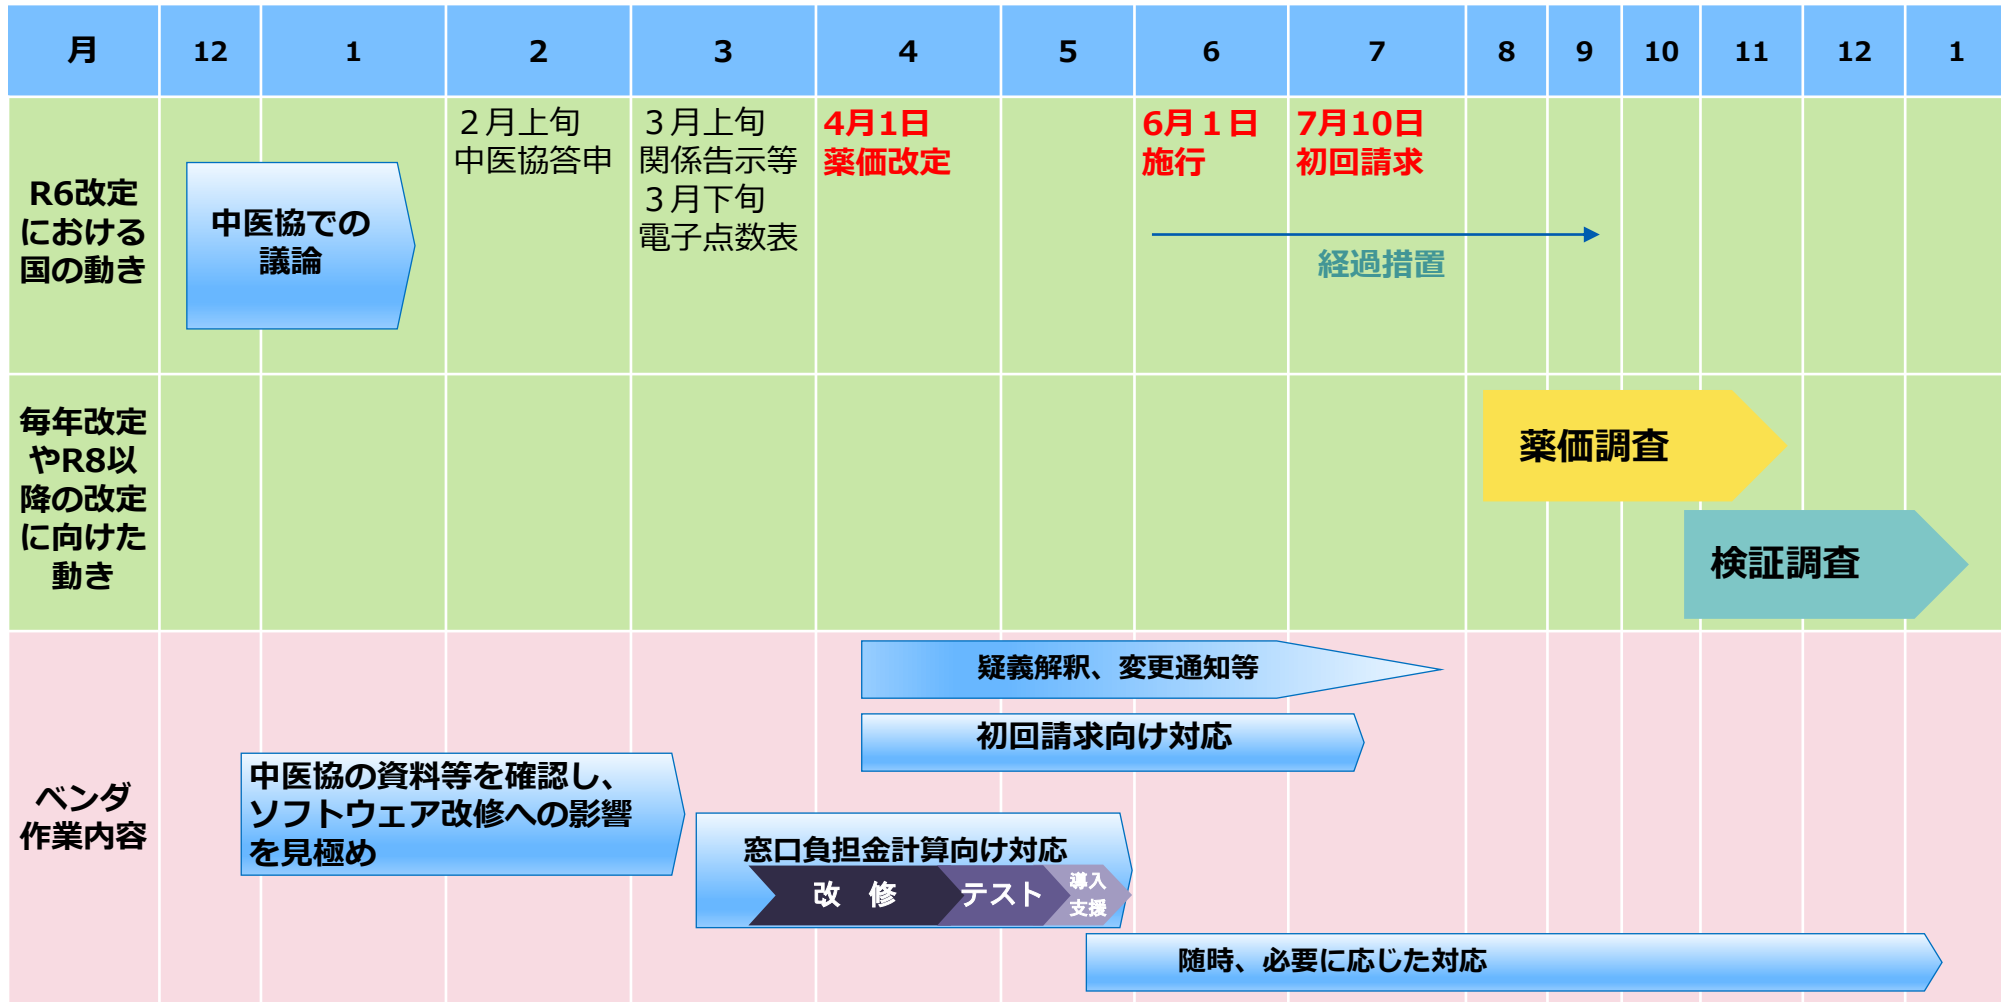 月 12 1 2 3 4 5 6 7 8 9 10 11 12 1
R6改定
における
国の動き
中医協での
議論
２月上旬
中医協答申
３月上旬
関係告示等
３月下旬
電子点数表
4月1日
薬価改定
6月１日
施行
7月10日
初回請求
経過措置
毎年改定
やR8以
降の改定
に向けた
動き
薬価調査
検証調査
ベンダ
作業内容
疑義解釈、変更通知等
初回請求向け対応
中医協の資料等を確認し、
ソフトウェア改修への影響
を見極め
窓口負担金計算向け対応
改　修
テスト
導入
支援
随時、必要に応じた対応